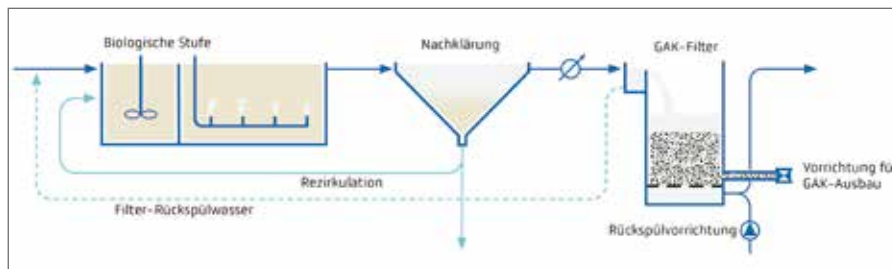 Biologische Stufe
Nachklärung
GAK-Filter
Rezirkulation
Filter-Rückspülwasser
Vorrichtung fü
GAK-Ausbau
Rückspülvorrichtung